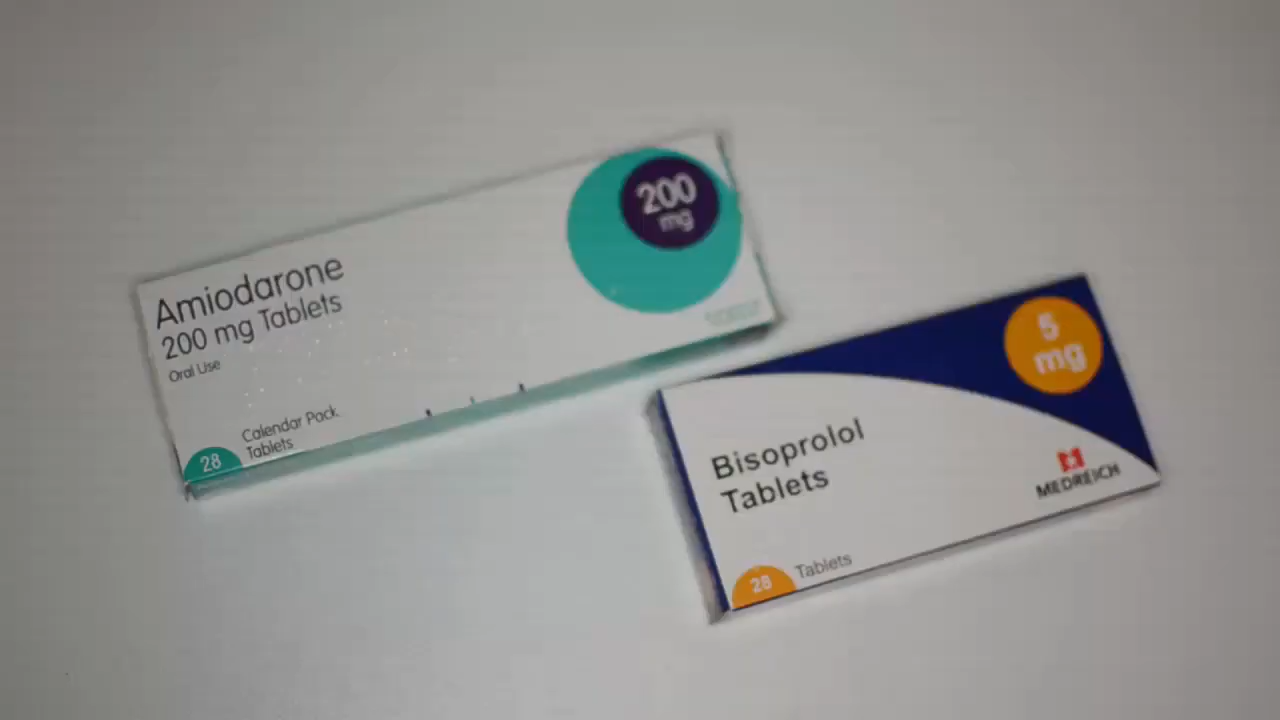 Amiodarone
200 mg Tablets
Oral Use
Calendar Pack
Tablets
28
200
mg
5
mg
Bisoprolol
Tablets
MEDREICH
28 Tablets